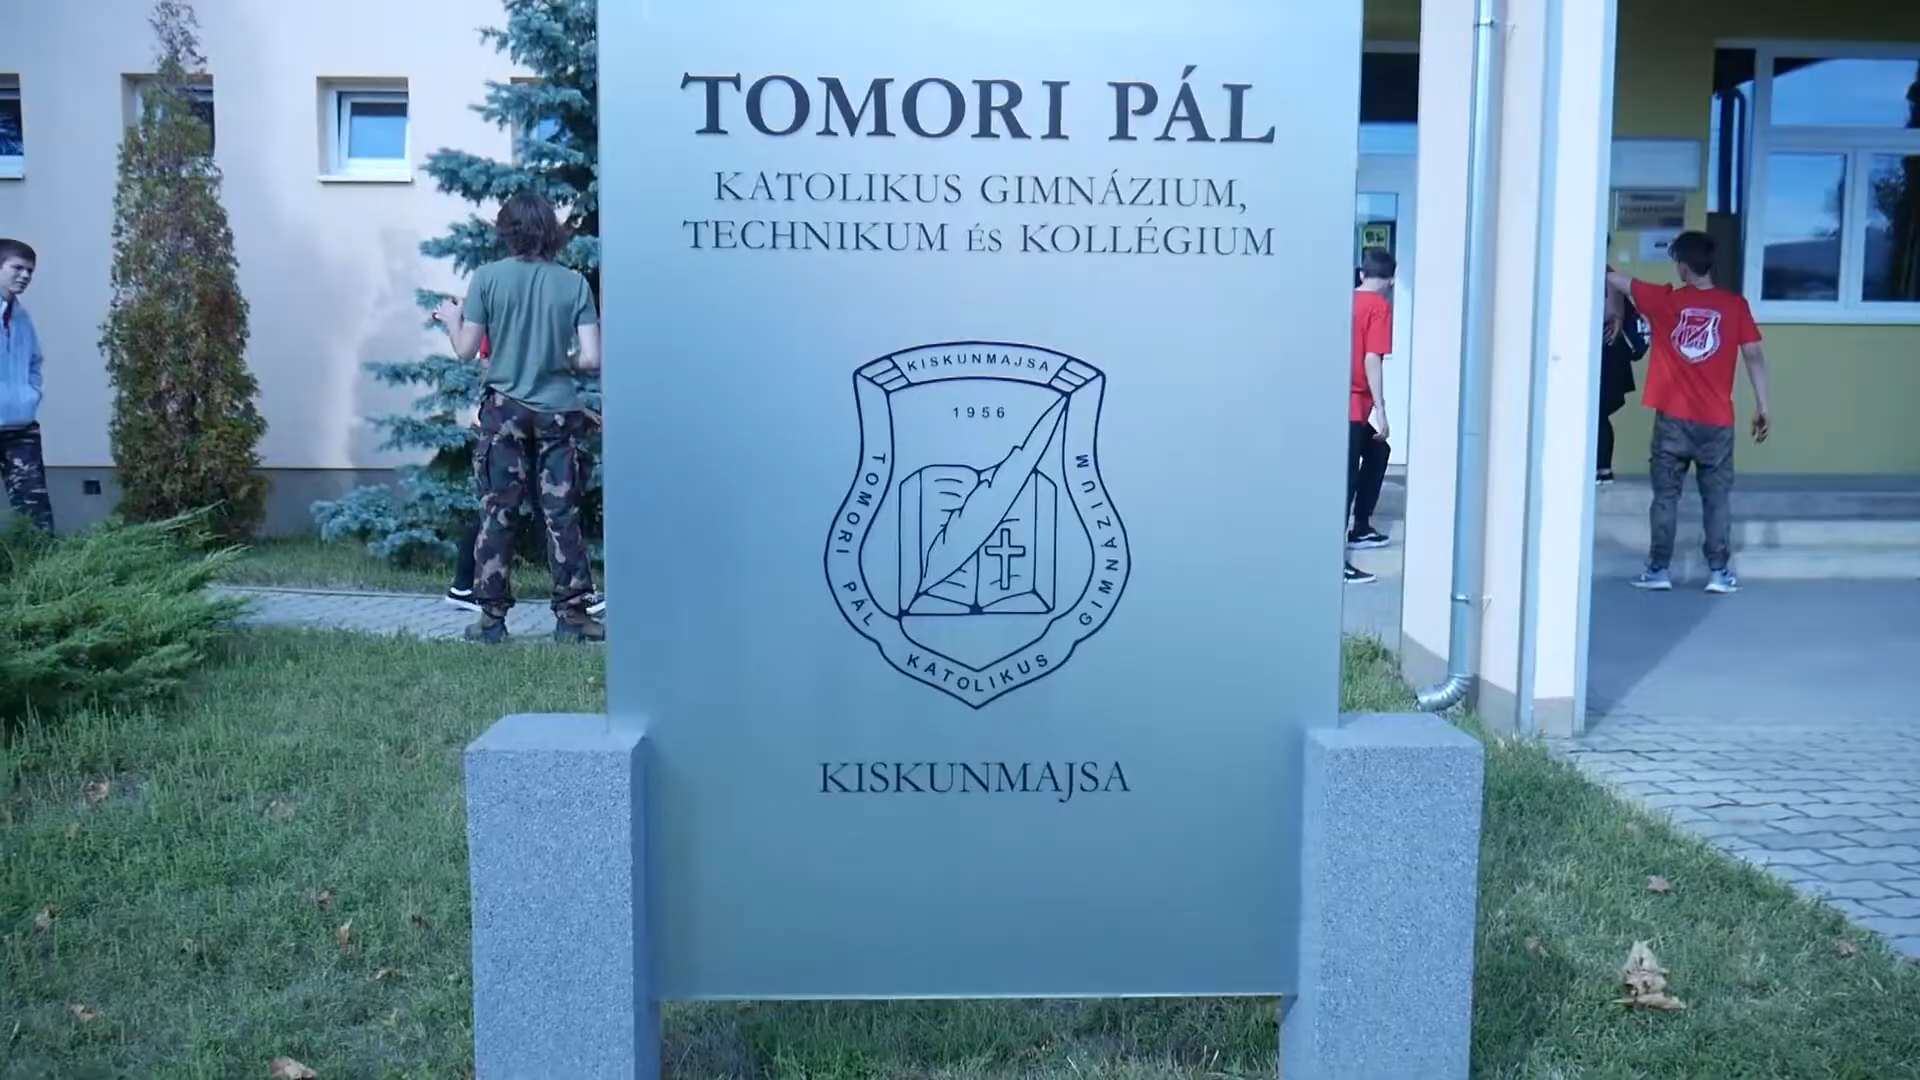 TOMORI PÁL
KATOLIKUS GIMNÁZIUM,
TECHNIKUM ÉS KOLLÉGIUM
KISKUNMAJSA
1956
TOMORI PÁL KATOLIKUS GIMNÁZIUM
KISKUNMAJSA